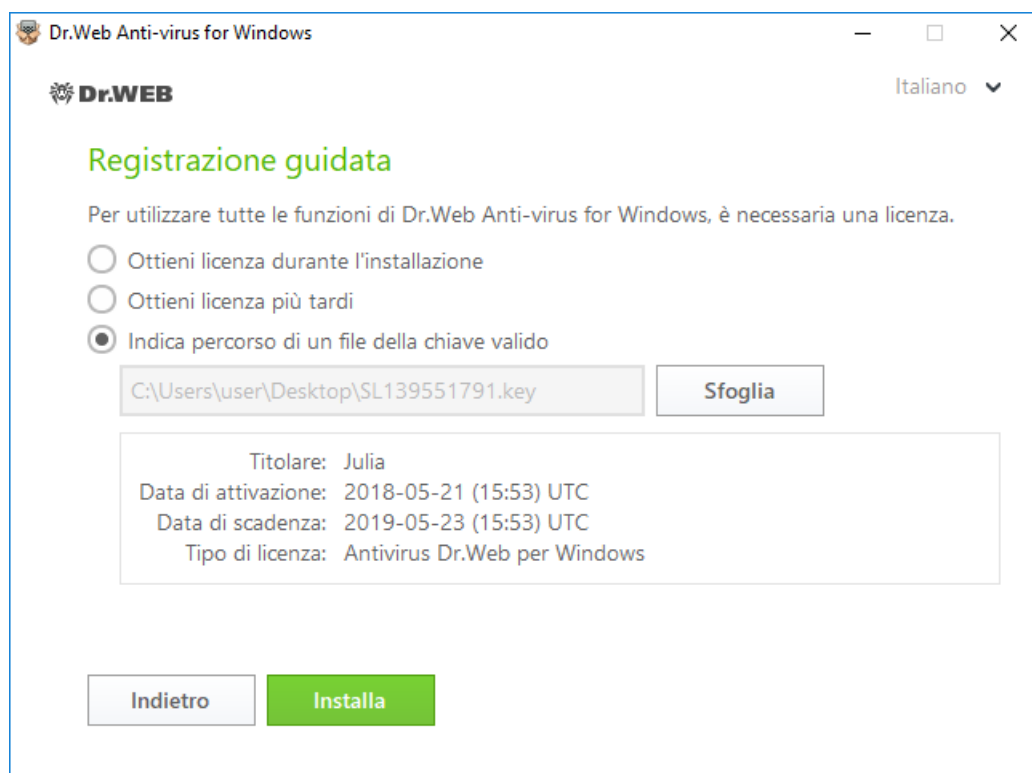 Dr.Web Anti-virus for Windows
Dr.WEB
Italiano
Registrazione guidata
Per utilizzare tutte le funzioni di Dr.Web Anti-virus for Windows, è necessaria una licenza.
Ottieni licenza durante l'installazione
Ottieni licenza più tardi
Indica percorso di un file della chiave valido
C:\Users\user\Desktop\SL139551791.key
Sfoglia
Titolare: Julia
Data di attivazione: 2018-05-21 (15:53) UTC
Data di scadenza: 2019-05-23 (15:53) UTC
Tipo di licenza: Antivirus Dr.Web per Windows
Indietro
Installa